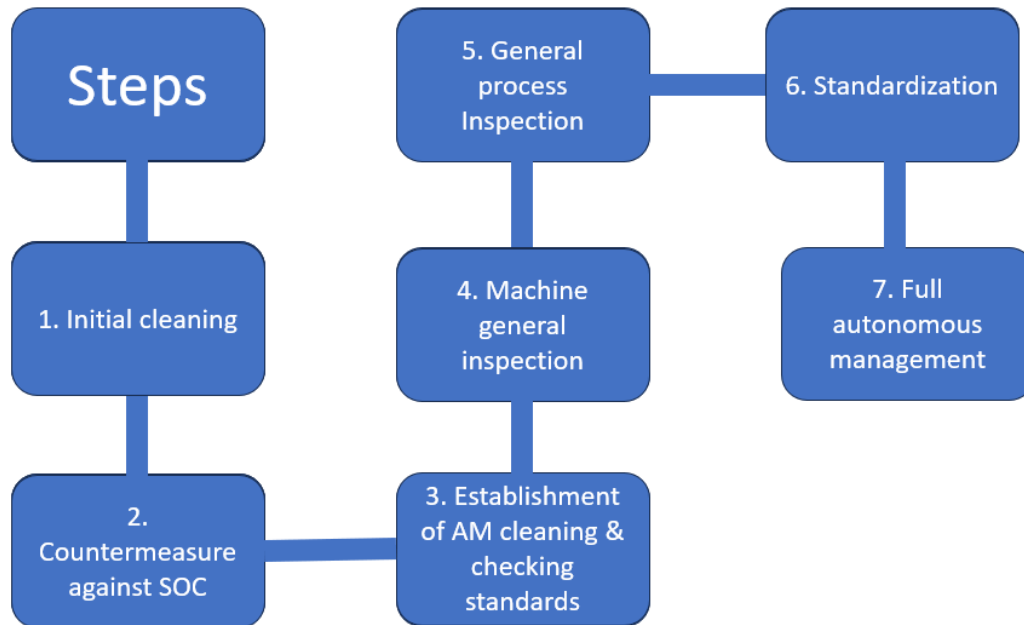 Steps
1. Initial cleaning
2.
Countermeasure
against SOC
3. Establishment
of AM cleaning &
checking
standards
4. Machine
general
inspection
5. General
process
Inspection
6. Standardization
7. Full
autonomous
management